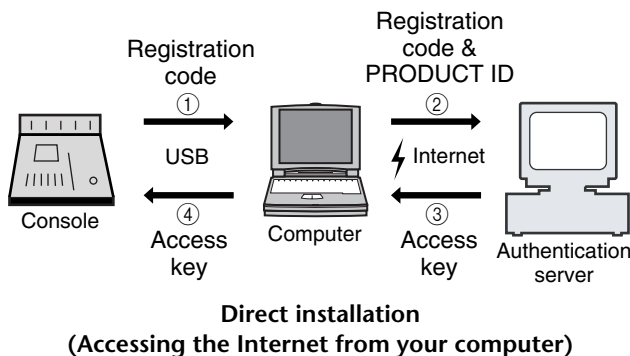 Registration
code
①
USB
④
Access
key
Console
Computer
Registration
code &
PRODUCT ID
②
Internet
③
Access
key
Authentication
server
Direct installation
(Accessing the Internet from your computer)